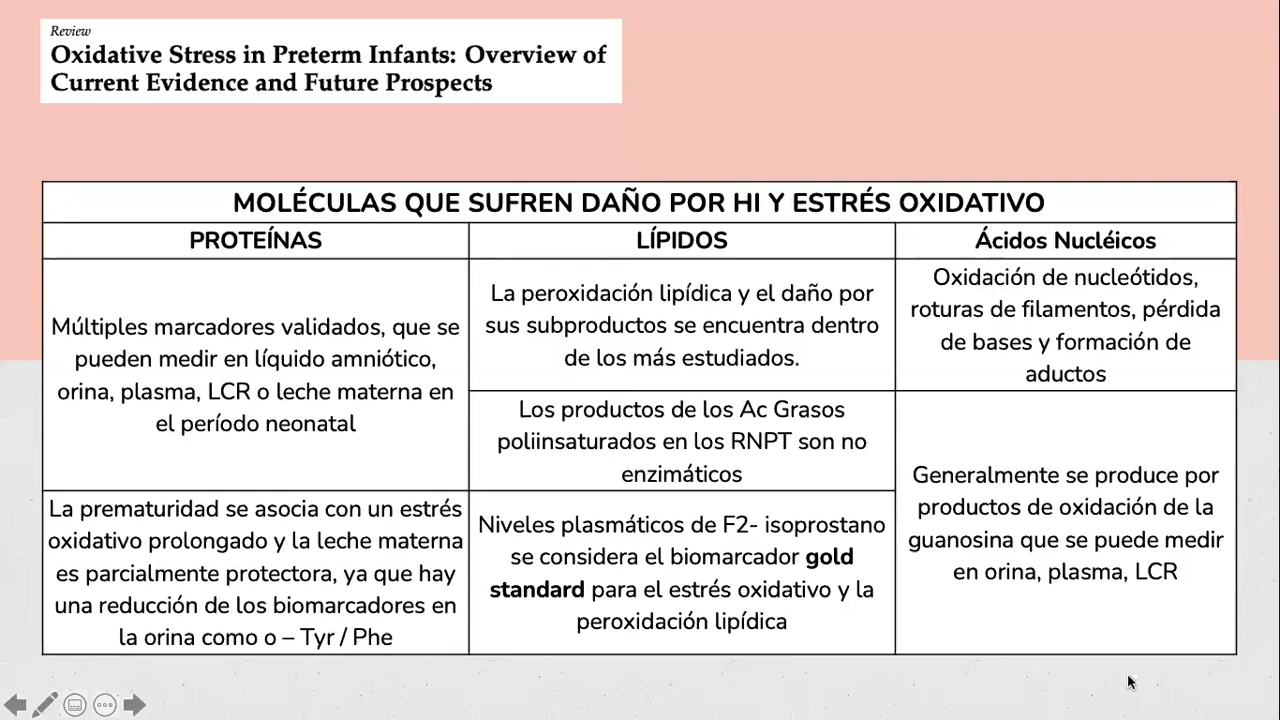 Review
Oxidative Stress in Preterm Infants: Overview of
Current Evidence and Future Prospects
MOLÉCULAS QUE SUFREN DAÑO POR HI Y ESTRÉS OXIDATIVO
PROTEÍNAS
LÍPIDOS
Ácidos Nucléicos
Múltiples marcadores validados, que se
pueden medir en líquido amniótico,
orina, plasma, LCR o leche materna en
el período neonatal
La peroxidación lipídica y el daño por
sus subproductos se encuentra dentro
de los más estudiados.
Oxidación de nucleótidos,
roturas de filamentos, pérdida
de bases y formación de
aductos
Los productos de los Ac Grasos
poliinsaturados en los RNPT son no
enzimáticos
Generalmente se produce por
productos de oxidación de la
guanosina que se puede medir
en orina, plasma, LCR
La prematuridad se asocia con un estrés
oxidativo prolongado y la leche materna
es parcialmente protectora, ya que hay
una reducción de los biomarcadores en
la orina como o – Tyr / Phe
Niveles plasmáticos de F2- isoprostano
se considera el biomarcador gold
standard para el estrés oxidativo y la
peroxidación lipídica